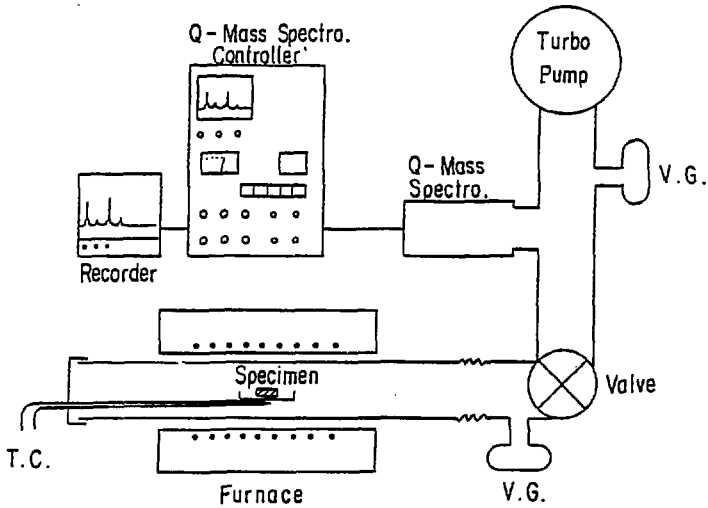 Q-Mass Spectro.
Controller
Turbo
Pump
Q-Mass
Spectro.
V.G.
Recorder
Specimen
Valve
T.C.
Furnace
V.G.